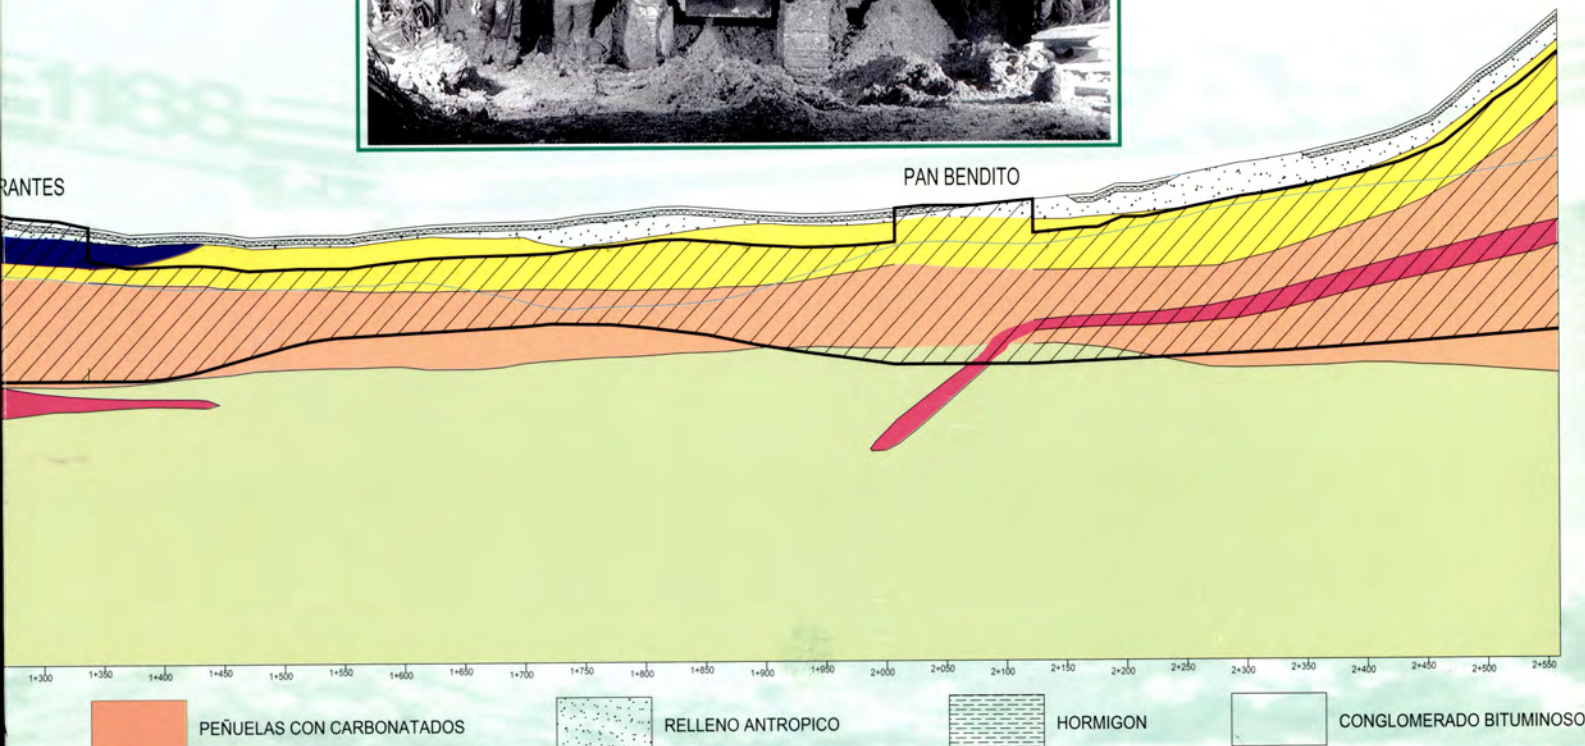 1188
RANTES
PAN BENDITO
1+300 1+350 1+400 1+450 1+500 1+550 1+600 1+650 1+700 1+750 1+800 1+850 1+900 1+950 2+000 2+050 2+100 2+150 2+200 2+250 2+300 2+350 2+400 2+450 2+500 2+550
PEÑUELAS CON CARBONATADOS
RELLENO ANTROPICO
HORMIGON
CONGLOMERADO BITUMINOSO